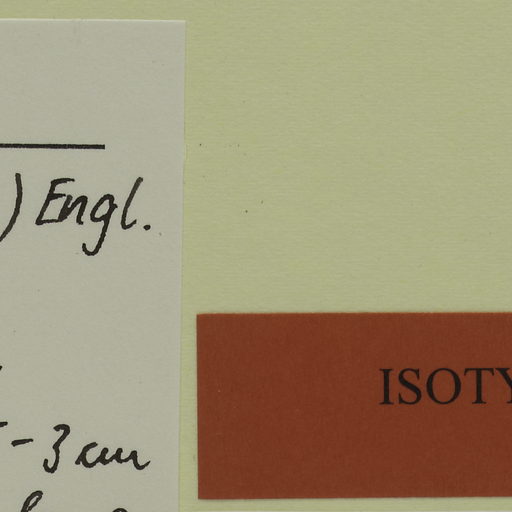 ) Engl.
ISOTY
- 3 cm